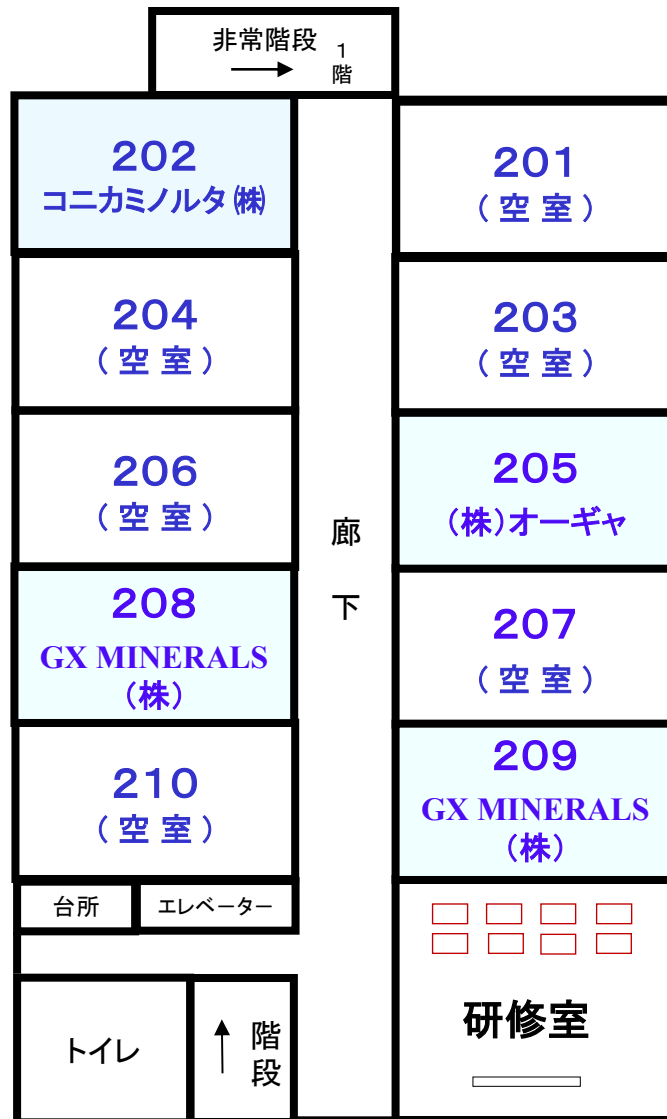 非常階段
1
階
202
コニカミノルタ㈱
201
(空室)
204
(空室)
203
(空室)
206
(空室)
205
(株)オーギャ
廊
下
208
GX MINERALS
(株)
207
(空室)
210
(空室)
209
GX MINERALS
(株)
台所
エレベーター
研修室
トイレ
階
段